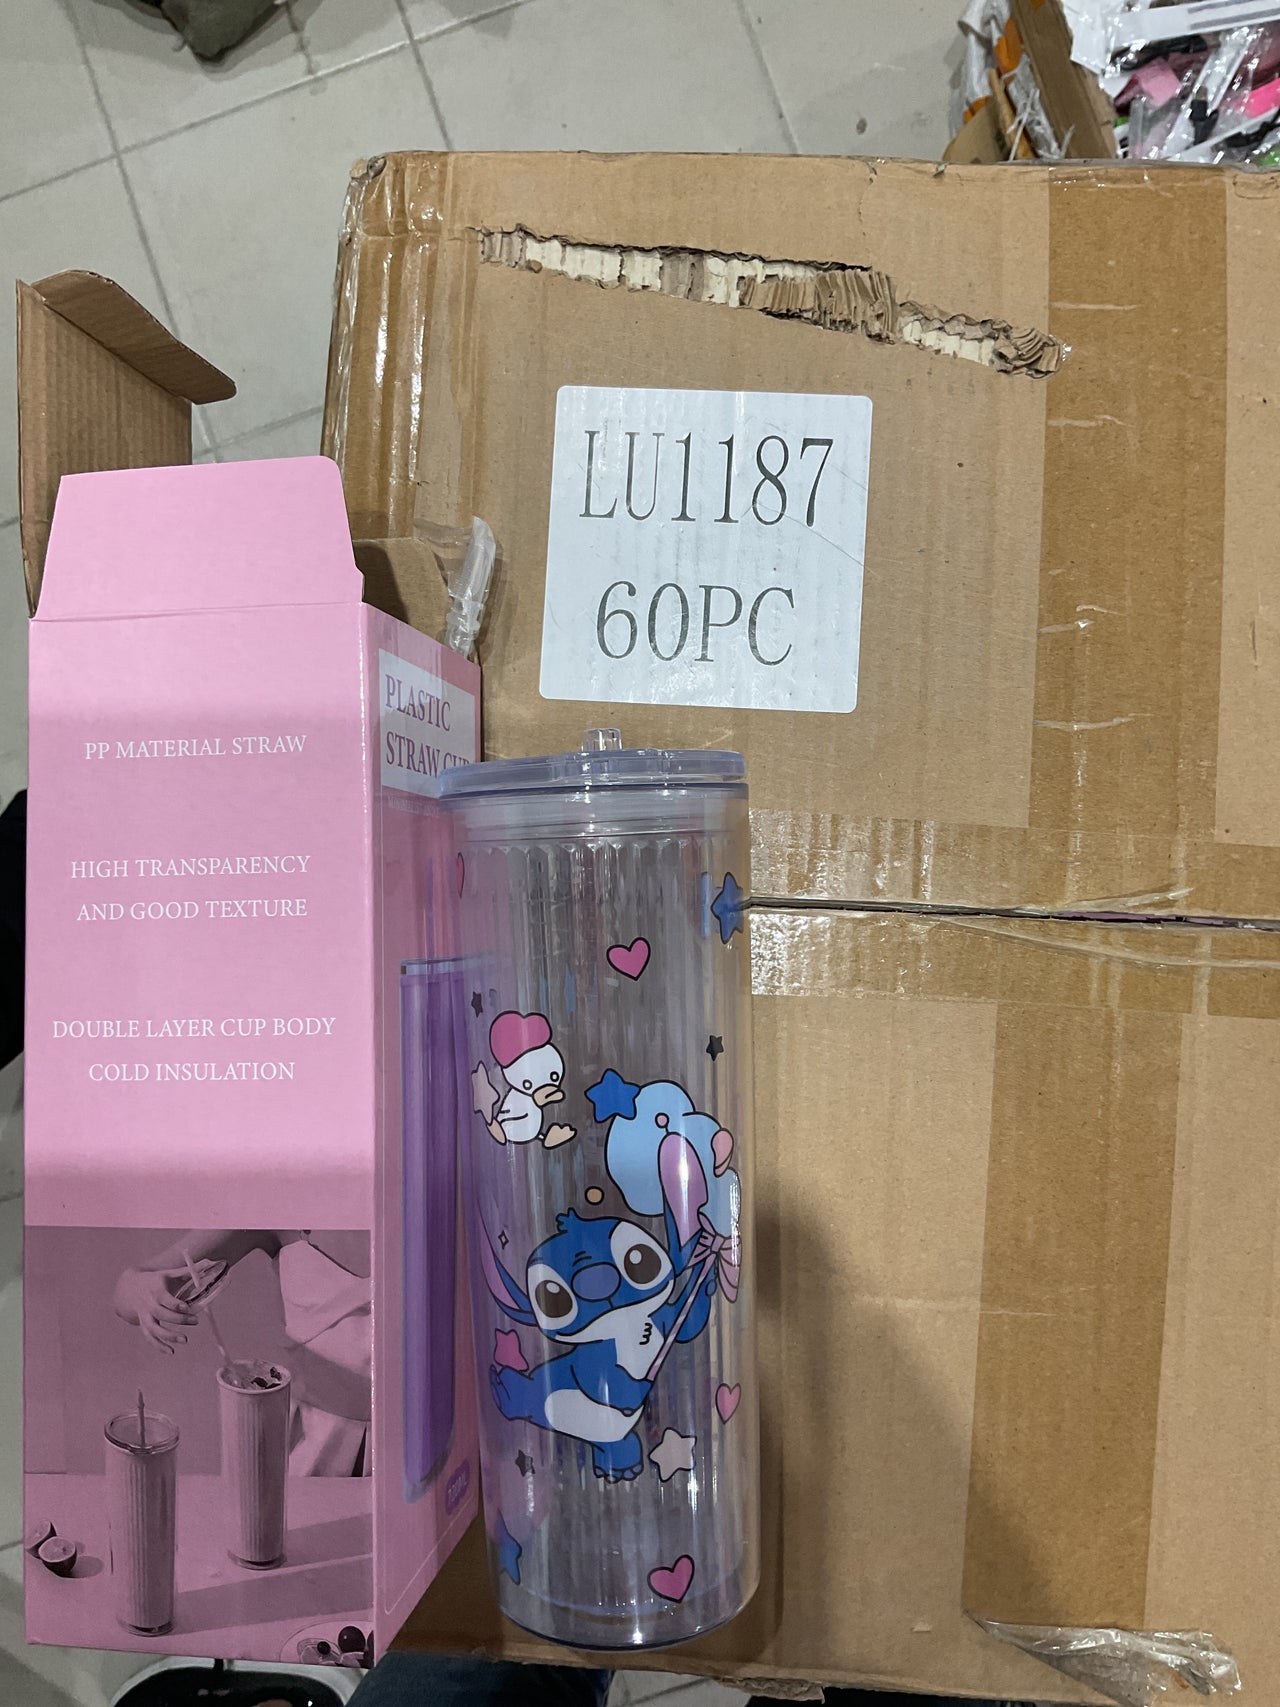 LU1187
60PC
PLASTIC
STRAW CUP
PP MATERIAL STRAW
HIGH TRANSPARENCY
AND GOOD TEXTURE
DOUBLE LAYER CUP BODY
COLD INSULATION